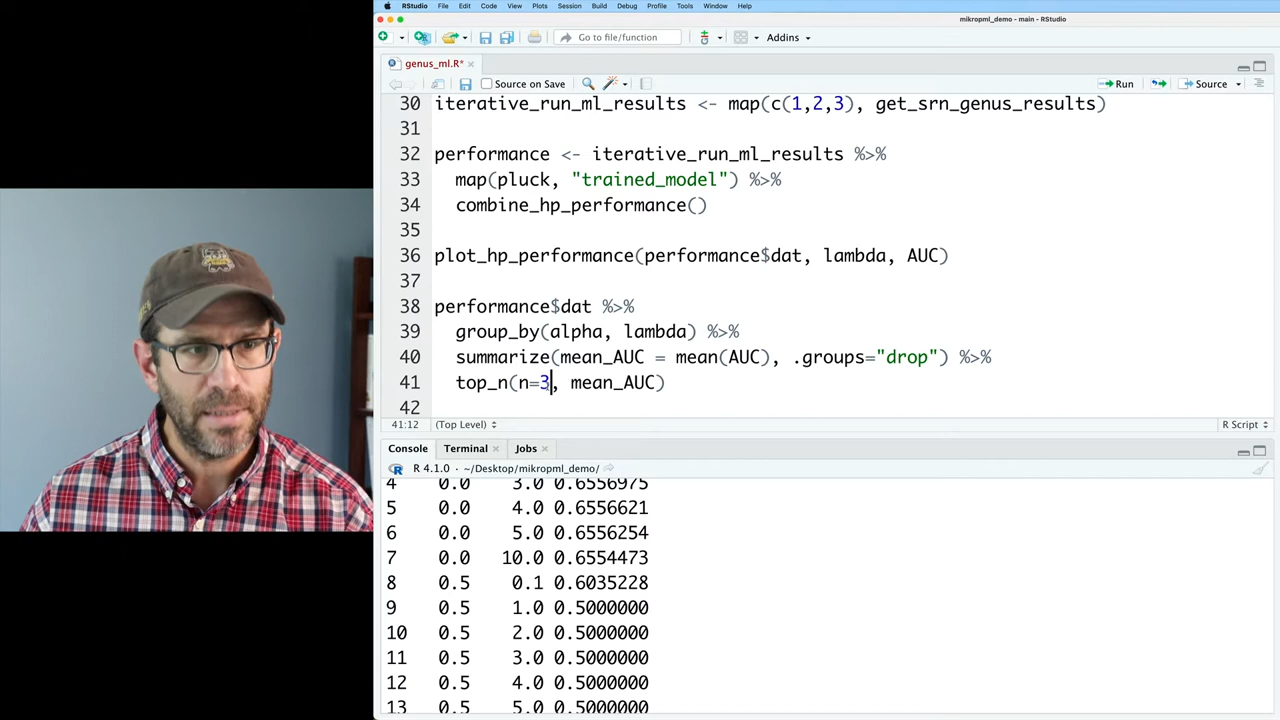 RStudio File Edit Code View Plots Session Build Debug Profile Tools Window Help
mikropml_demo - main - RStudio
Go to file/function Addins
genus_ml.R*
Source on Save Run Source
30 iterative_run_ml_results <- map(c(1,2,3), get_srn_genus_results)
31
32 performance <- iterative_run_ml_results %>%
33 map(pluck, "trained_model") %>%
34 combine_hp_performance()
35
36 plot_hp_performance(performance$dat, lambda, AUC)
37
38 performance$dat %>%
39 group_by(alpha, lambda) %>%
40 summarize(mean_AUC = mean(AUC), .groups="drop") %>%
41 top_n(n=3, mean_AUC)
42
41:12 (Top Level) R Script
Console Terminal Jobs
R 4.1.0 · ~/Desktop/mikropml_demo/
4 0.0 3.0 0.6556975
5 0.0 4.0 0.6556621
6 0.0 5.0 0.6556254
7 0.0 10.0 0.6554473
8 0.5 0.1 0.6035228
9 0.5 1.0 0.5000000
10 0.5 2.0 0.5000000
11 0.5 3.0 0.5000000
12 0.5 4.0 0.5000000
13 0.5 5.0 0.5000000